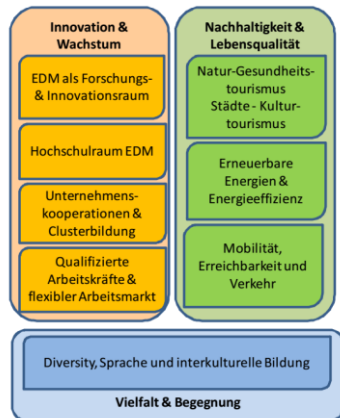 Innovation &
Wachstum
EDM als Forschungs-
& Innovationsraum
Hochschulraum EDM
Unternehmens-
kooperationen &
Clusterbildung
Qualifizierte
Arbeitskräfte &
flexibler Arbeitsmarkt
Nachhaltigkeit &
Lebensqualität
Natur-Gesundheits-
tourismus
Städte - Kultur-
tourismus
Erneuerbare
Energien &
Energieeffizienz
Mobilität,
Erreichbarkeit und
Verkehr
Diversity, Sprache und interkulturelle Bildung
Vielfalt & Begegnung